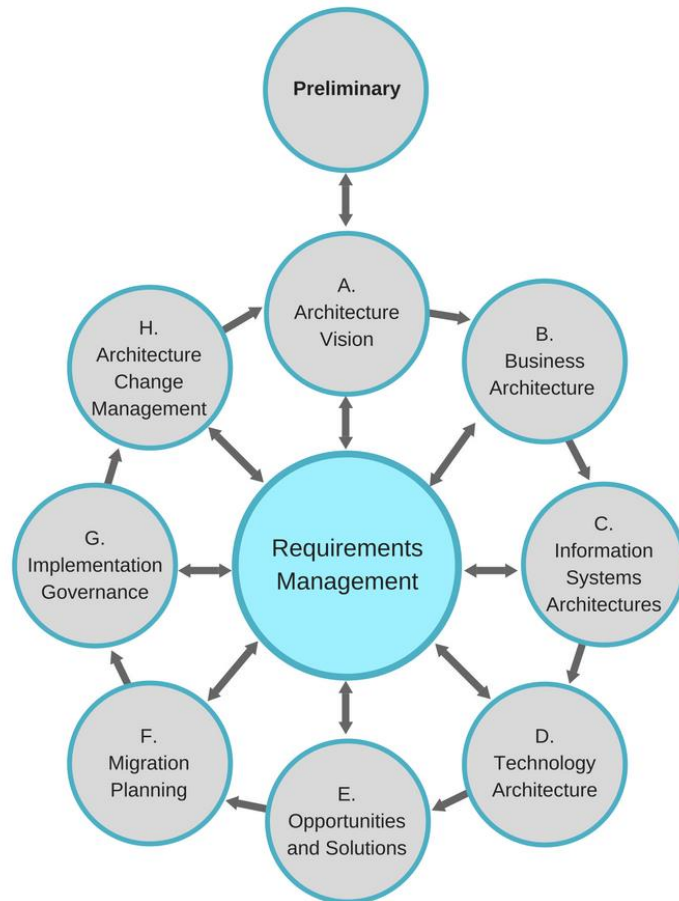 Preliminary
A.
Architecture
Vision
B.
Business
Architecture
C.
Information
Systems
Architectures
D.
Technology
Architecture
E.
Opportunities
and Solutions
F.
Migration
Planning
G.
Implementation
Governance
H.
Architecture
Change
Management
Requirements
Management